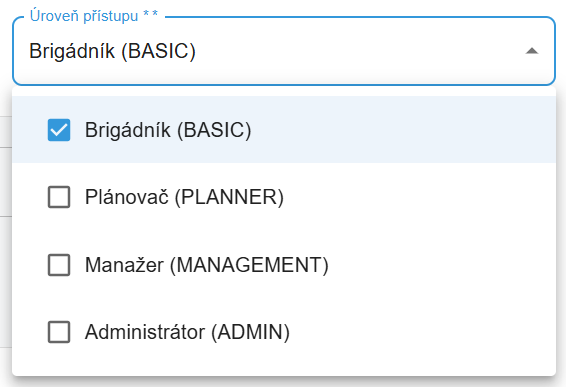 Úroveň přístupu **
Brigádník (BASIC)
Brigádník (BASIC)
Plánovač (PLANNER)
Manažer (MANAGEMENT)
Administrátor (ADMIN)